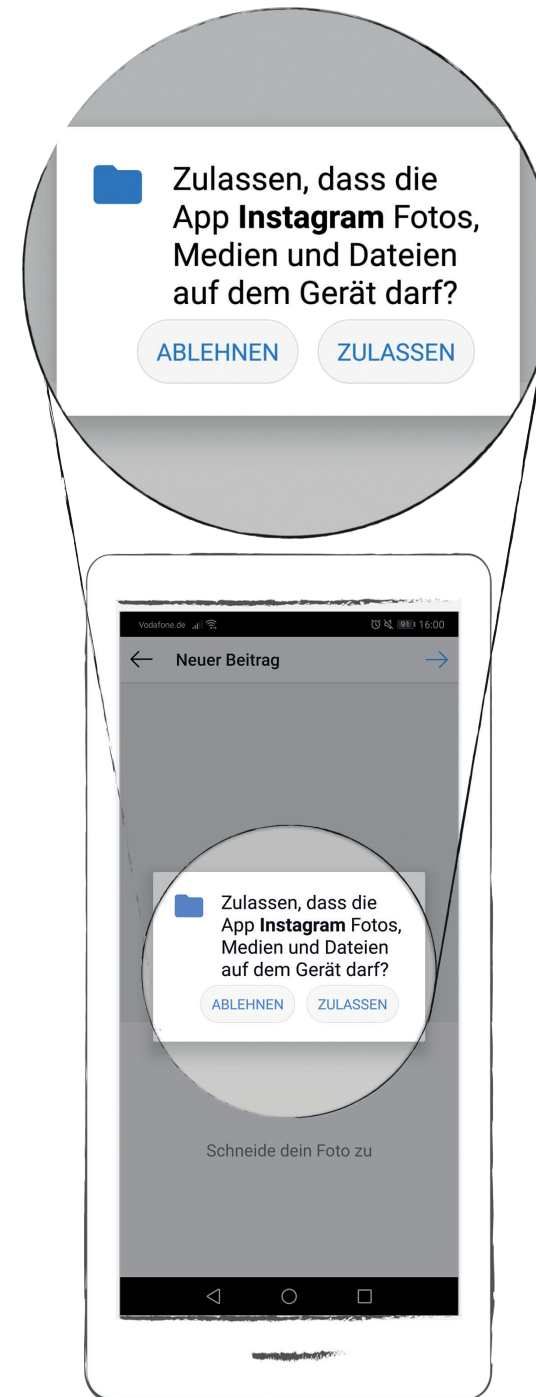 Zulassen, dass die
App Instagram Fotos,
Medien und Dateien
auf dem Gerät darf?
ABLEHNEN ZULASSEN
Vodafone.de 91 16:00
Neuer Beitrag
Zulassen, dass die
App Instagram Fotos,
Medien und Dateien
auf dem Gerät darf?
ABLEHNEN ZULASSEN
Schneide dein Foto zu